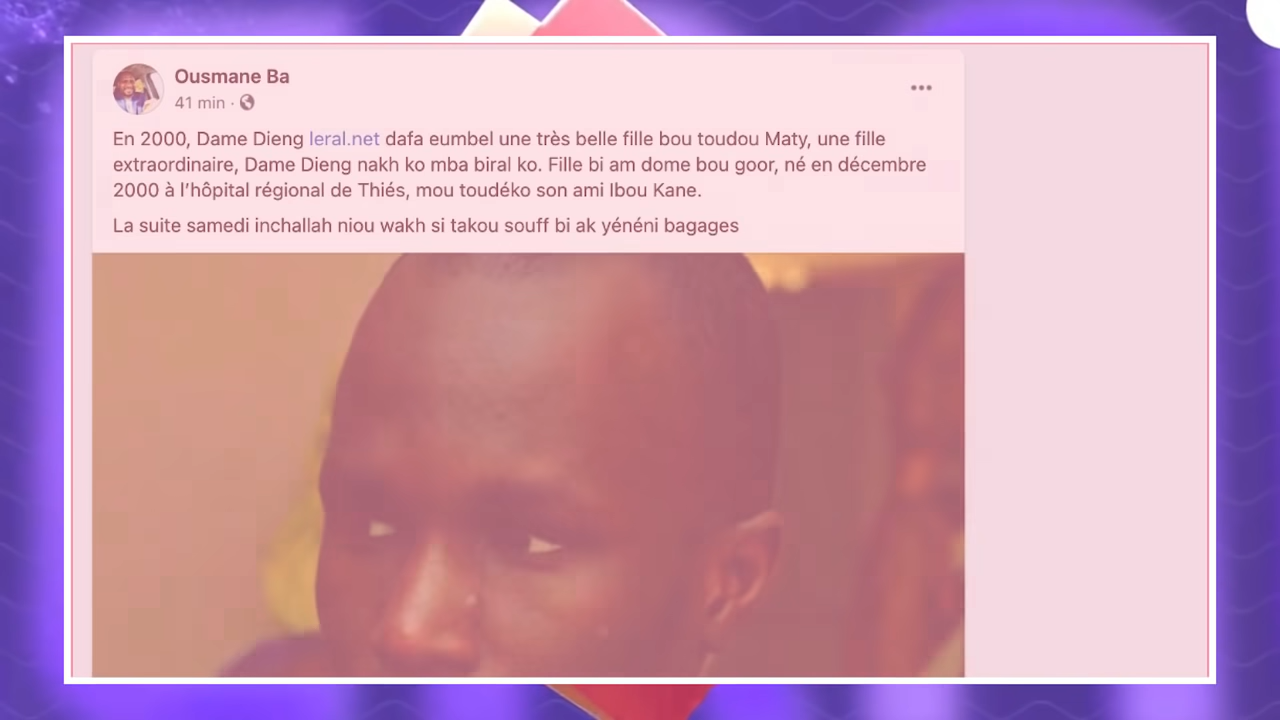 Ousmane Ba
41 min ·
En 2000, Dame Dieng leral.net dafa eumbel une très belle fille bou toudou Maty, une fille
extraordinaire, Dame Dieng nakh ko mba biral ko. Fille bi am dome bou goor, né en décembre
2000 à l’hôpital régional de Thiés, mou toudéko son ami Ibou Kane.
La suite samedi inchallah niou wakh si takou souff bi ak yénéni bagages